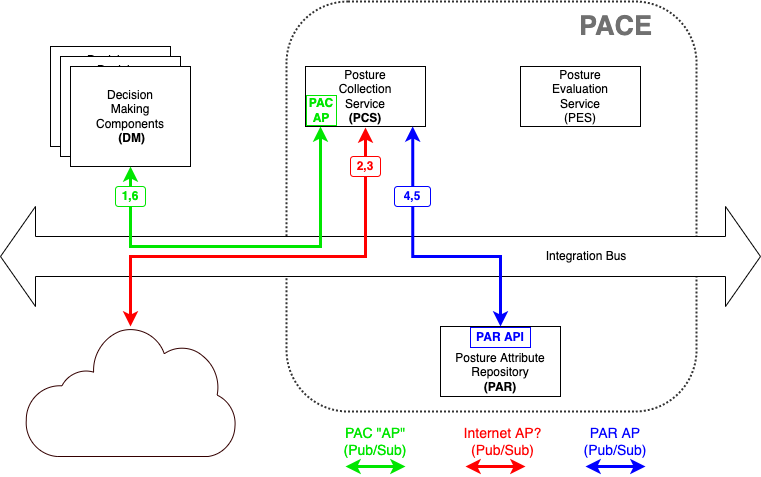 PACE
Decision
Making
Components
(DM)
Posture
Collection
Service
(PCS)
PAC
AP
Posture
Evaluation
Service
(PES)
1,6
2,3
4,5
Integration Bus
PAR API
Posture Attribute
Repository
(PAR)
PAC "AP"
(Pub/Sub)
Internet AP?
(Pub/Sub)
PAR AP
(Pub/Sub)